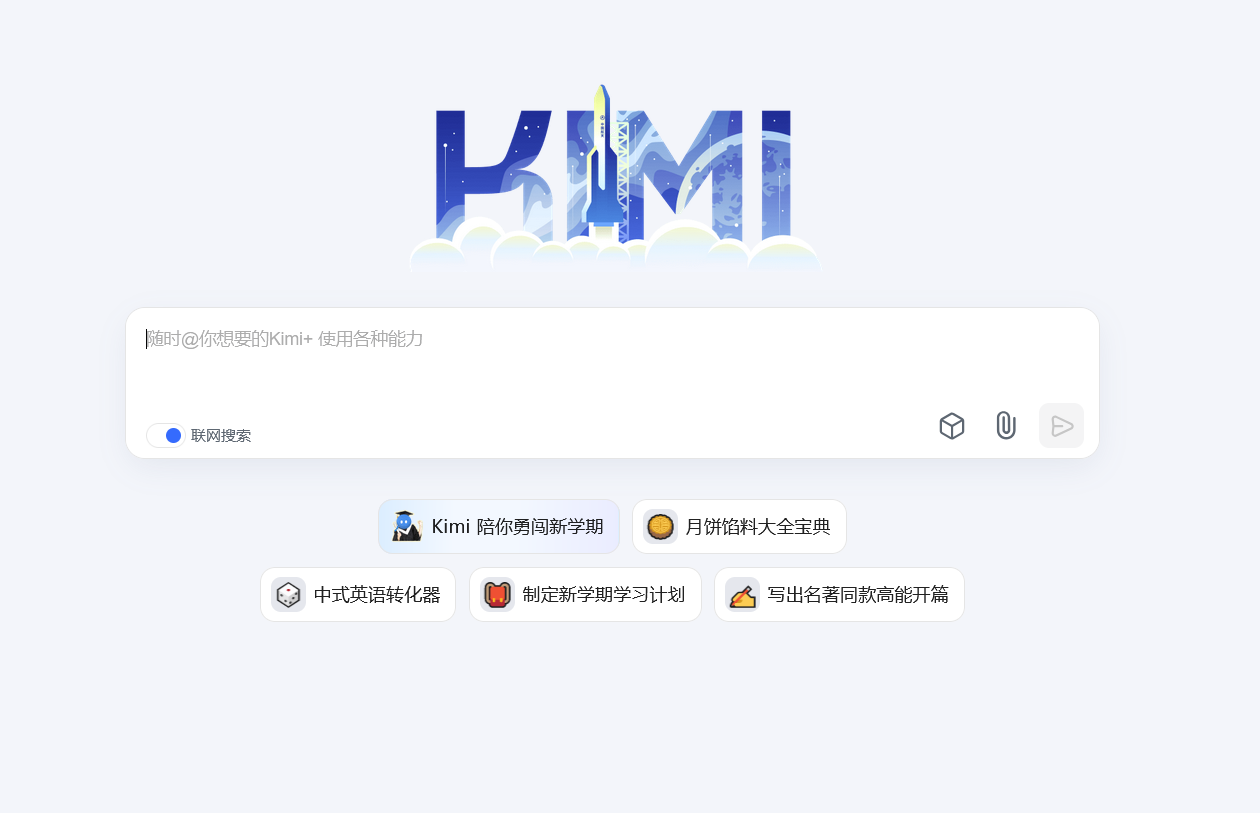 KIMI
随时@你想要的Kimi+ 使用各种能力
联网搜索
Kimi 陪你勇闯新学期
月饼馅料大全宝典
中式英语转化器
制定新学期学习计划
写出名著同款高能开篇